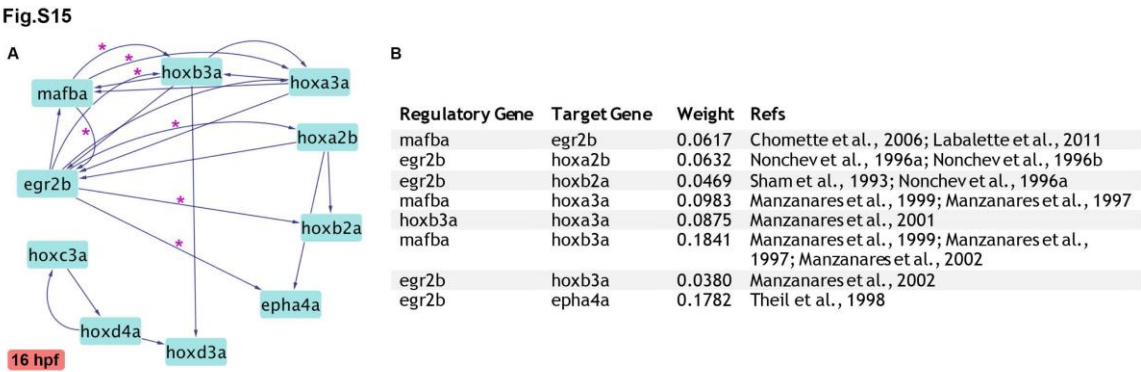 Fig.S15
A
B
*
*
*
*
*
*
*
mafba
hoxb3a
hoxa3a
hoxa2b
egr2b
hoxb2a
hoxc3a
epha4a
hoxd4a
hoxd3a
16 hpf
Regulatory Gene Target Gene Weight Refs
mafba egr2b 0.0617 Chomette et al., 2006; Labalette et al., 2011
egr2b hoxa2b 0.0632 Nonchev et al., 1996a; Nonchev et al., 1996b
egr2b hoxb2a 0.0469 Sham et al., 1993; Nonchev et al., 1996a
mafba hoxa3a 0.0983 Manzanares et al., 1999; Manzanares et al., 1997
hoxb3a hoxa3a 0.0875 Manzanares et al., 2001
mafba hoxb3a 0.1841 Manzanares et al., 1999; Manzanares et al.,
1997; Manzanares et al., 2002
egr2b hoxb3a 0.0380 Manzanares et al., 2002
egr2b epha4a 0.1782 Theil et al., 1998